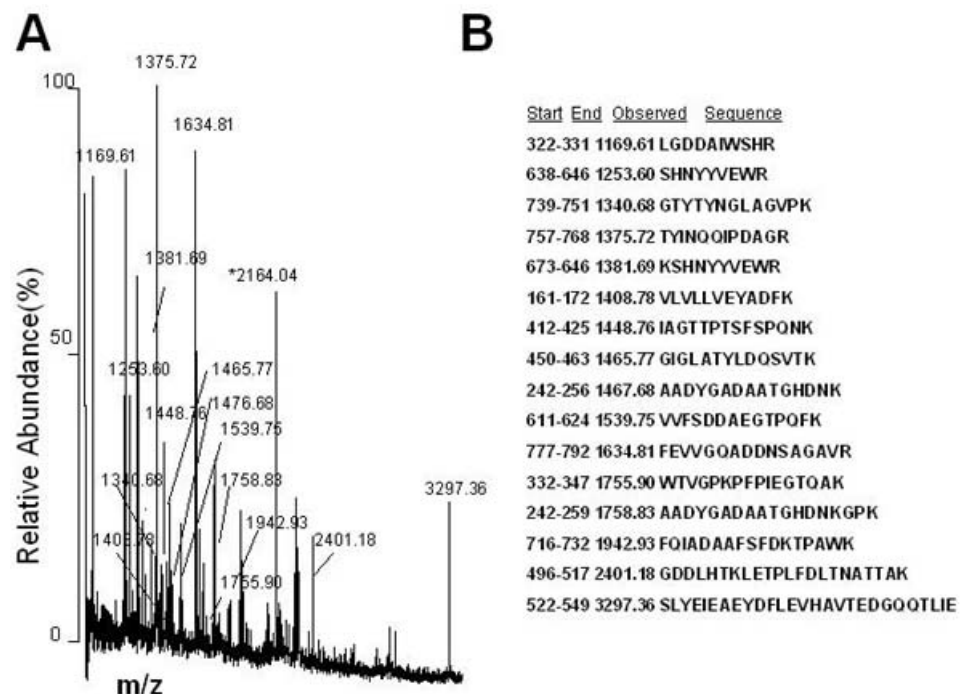 A
B
1375.72
100
1634.81
1169.61
1381.69
*2164.04
50
1253.60
1465.77
1476.68
1448.76
1539.75
1340.68
1758.83
3297.36
1942.93
2401.18
1755.90
0
Relative Abundance(%)
m/z
Start End Observed Sequence
322-331 1169.61 LGDDAIWSHR
638-646 1253.60 SHNYYVEWR
739-751 1340.68 GTYTYNGLAGVPK
757-768 1375.72 TYINQQIPDAGR
673-646 1381.69 KSHNYYVEWR
161-172 1408.78 VLVLLVEYADFK
412-425 1448.76 IAGTTPTSFSPQNK
450-463 1465.77 GIGLATYLDQSVTK
242-256 1467.68 AADYGADAATGHDNK
611-624 1539.75 VVFSDDAEGTPQFK
777-792 1634.81 FEVVGQADDNSAGAVR
332-347 1755.90 WTVGPKPFPIEGTQAK
242-259 1758.83 AADYGADAATGHDNKGPK
716-732 1942.93 FQIADAAFSFDKTPAWK
496-517 2401.18 GDDLHTKLETPLFDLTNATTAK
522-549 3297.36 SLYEIEAEYDFLEVHAVTEDGQQTLIE